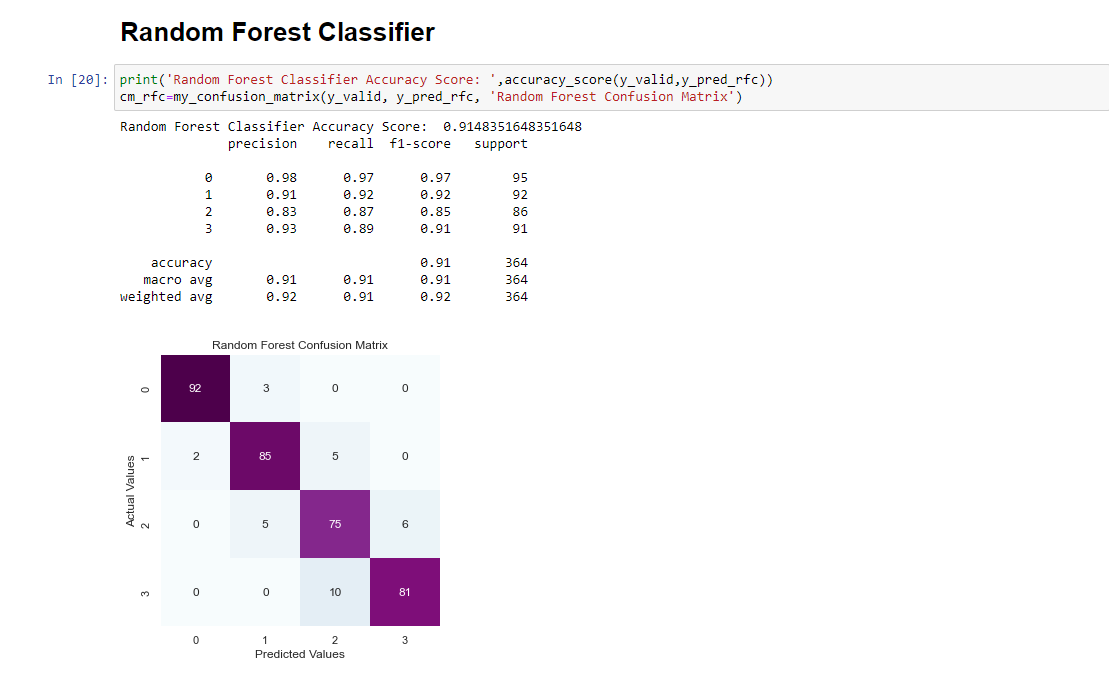 Random Forest Classifier
In [20]: print('Random Forest Classifier Accuracy Score: ',accuracy_score(y_valid,y_pred_rfc))
cm_rfc=my_confusion_matrix(y_valid, y_pred_rfc, 'Random Forest Confusion Matrix')
Random Forest Classifier Accuracy Score:  0.9148351648351648
precision recall f1-score support
0 0.98 0.97 0.97 95
1 0.91 0.92 0.92 92
2 0.83 0.87 0.85 86
3 0.93 0.89 0.91 91
accuracy 0.91 364
macro avg 0.91 0.91 0.91 364
weighted avg 0.92 0.91 0.92 364
Random Forest Confusion Matrix
0 92 3 0 0
1 2 85 5 0
Actual Values
2 0 5 75 6
3 0 0 10 81
0 1 2 3
Predicted Values